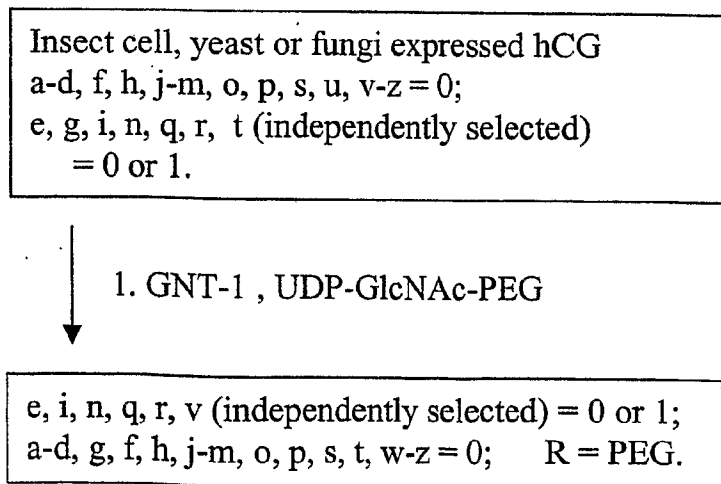 Insect cell, yeast or fungi expressed hCG
a-d, f, h, j-m, o, p, s, u, v-z = 0;
e, g, i, n, q, r, t (independently selected)
= 0 or 1.
1. GNT-1 , UDP-GlcNAc-PEG
e, i, n, q, r, v (independently selected) = 0 or 1;
a-d, g, f, h, j-m, o, p, s, t, w-z = 0; R = PEG.